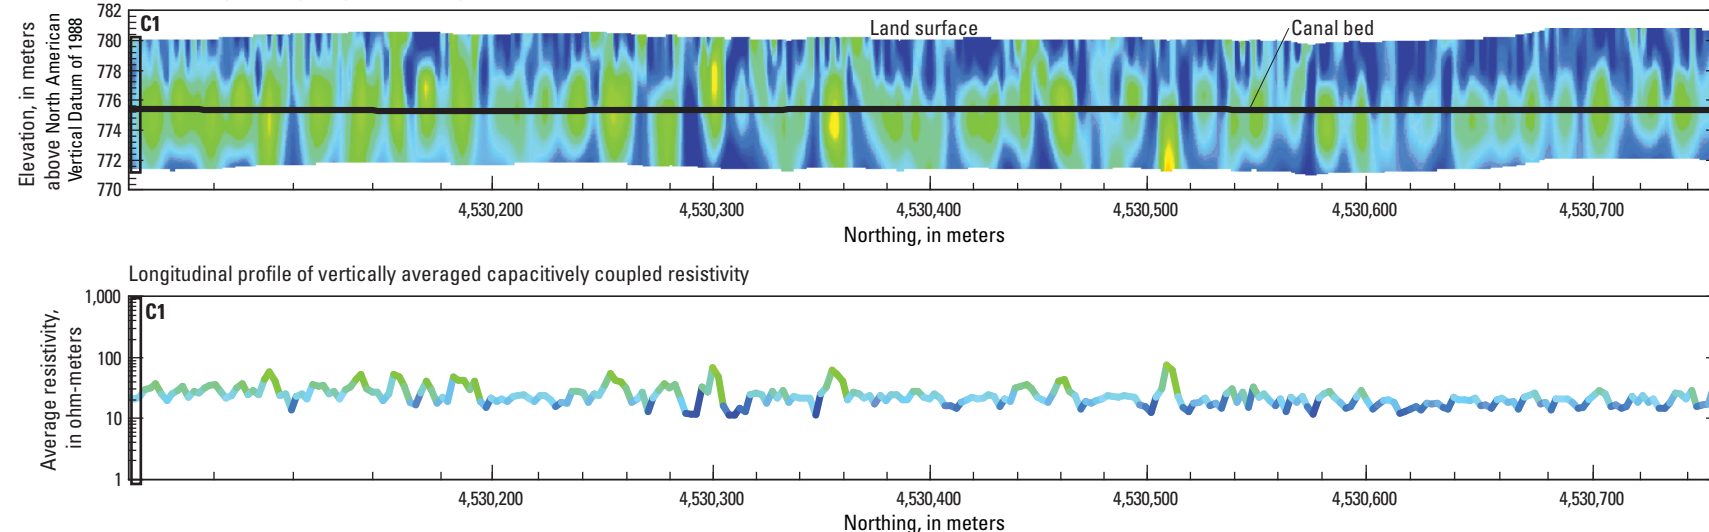 782
780
778
776
774
772
770
Elevation, in meters
above North American
Vertical Datum of 1988
C1
Land surface
Canal bed
4,530,200
4,530,300
4,530,400
4,530,500
4,530,600
4,530,700
Northing, in meters
Longitudinal profile of vertically averaged capacitively coupled resistivity
1,000
100
10
1
Average resistivity,
in ohm-meters
C1
4,530,200
4,530,300
4,530,400
4,530,500
4,530,600
4,530,700
Northing, in meters